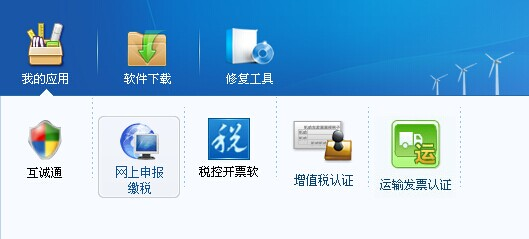 我的应用
软件下载
修复工具
互诚通
网上申报
缴税
税
税控开票软
增值税认证
运
运输发票认证